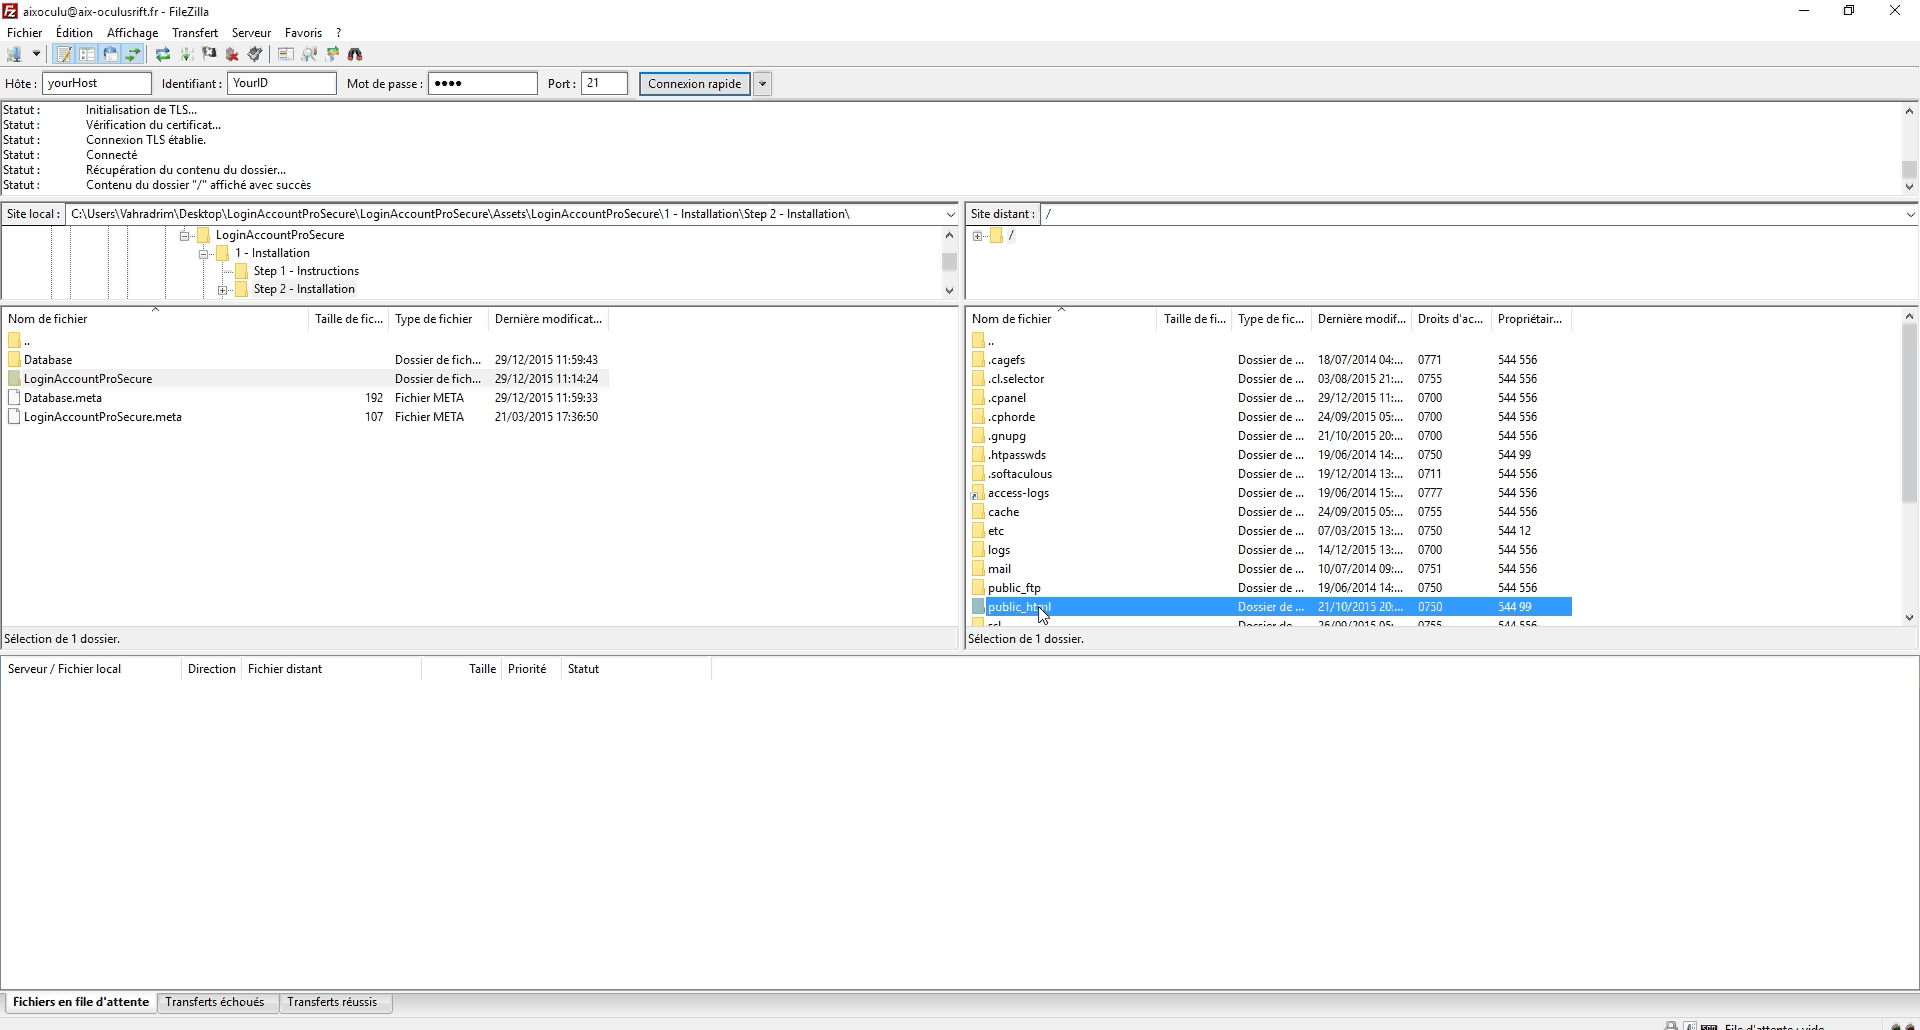 aixoculu@aix-oculusrift.fr - FileZilla
Fichier Édition Affichage Transfert Serveur Favoris ?
Hôte : yourHost Identifiant : YourID Mot de passe : ●●●● Port : 21 Connexion rapide
Statut : Initialisation de TLS...
Statut : Vérification du certificat...
Statut : Connexion TLS établie.
Statut : Connecté
Statut : Récupération du contenu du dossier...
Statut : Contenu du dossier "/" affiché avec succès
Site local : C:\Users\Vahradrim\Desktop\LoginAccountProSecure\LoginAccountProSecure\Assets\LoginAccountProSecure\1 - Installation\Step 2 - Installation\
LoginAccountProSecure
1 - Installation
Step 1 - Instructions
Step 2 - Installation
Site distant : /
/
Nom de fichier Taille de fic... Type de fichier Dernière modificat...
..
Database Dossier de fich... 29/12/2015 11:59:43
LoginAccountProSecure Dossier de fich... 29/12/2015 11:14:24
Database.meta 192 Fichier META 29/12/2015 11:59:33
LoginAccountProSecure.meta 107 Fichier META 21/03/2015 17:36:50
Sélection de 1 dossier.
Nom de fichier Taille de fi... Type de fic... Dernière modif... Droits d'ac... Propriétair...
..
.cagefs Dossier de ... 18/07/2014 04:... 0771 544 556
.cl.selector Dossier de ... 03/08/2015 21:... 0755 544 556
.cpanel Dossier de ... 29/12/2015 11:... 0700 544 556
.cphorde Dossier de ... 24/09/2015 05:... 0700 544 556
.gnupg Dossier de ... 21/10/2015 20:... 0700 544 556
.htpasswds Dossier de ... 19/06/2014 14:... 0750 544 99
.softaculous Dossier de ... 19/12/2014 13:... 0711 544 556
access-logs Dossier de ... 19/06/2014 15:... 0777 544 556
cache Dossier de ... 24/09/2015 05:... 0755 544 556
etc Dossier de ... 07/03/2015 13:... 0750 544 12
logs Dossier de ... 14/12/2015 13:... 0700 544 556
mail Dossier de ... 10/07/2014 09:... 0751 544 556
public_ftp Dossier de ... 19/06/2014 14:... 0750 544 556
public_html Dossier de ... 21/10/2015 20:... 0750 544 99
ssl Dossier de ... 26/09/2015 05:... 0755 544 556
Sélection de 1 dossier.
Serveur / Fichier local Direction Fichier distant Taille Priorité Statut
Fichiers en file d'attente Transferts échoués Transferts réussis
File d'attente : vide